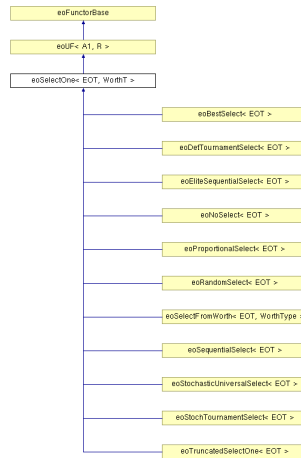 eoFunctorBase
eoUF< A1, R >
eoSelectOne< EOT, WorthT >
eoBestSelect< EOT >
eoDetTournamentSelect< EOT >
eoEliteSequentialSelect< EOT >
eoNoSelect< EOT >
eoProportionalSelect< EOT >
eoRandomSelect< EOT >
eoSelectFromWorth< EOT, WorthType >
eoSequentialSelect< EOT >
eoStochasticUniversalSelect< EOT >
eoStochTournamentSelect< EOT >
eoTruncatedSelectOne< EOT >